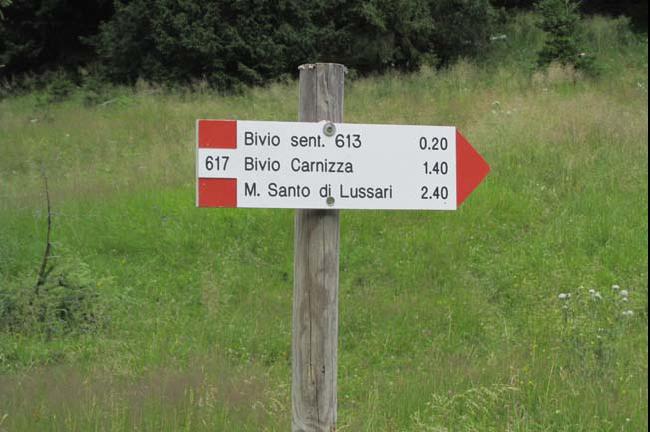 Bivio sent. 613 0.20
617 Bivio Carnizza 1.40
M. Santo di Lussari 2.40